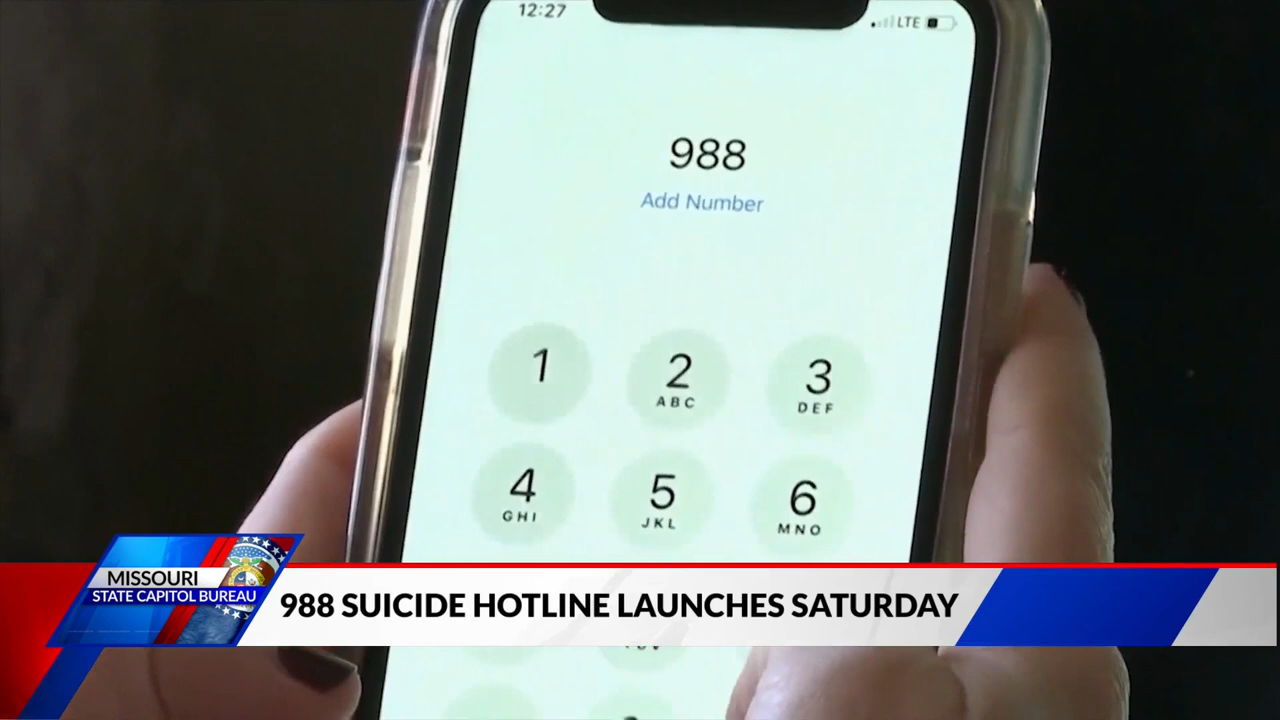 12:27
LTE
988
Add Number
1
2
ABC
3
DEF
4
GHI
5
JKL
6
MNO
MISSOURI
STATE CAPITOL BUREAU
988 SUICIDE HOTLINE LAUNCHES SATURDAY